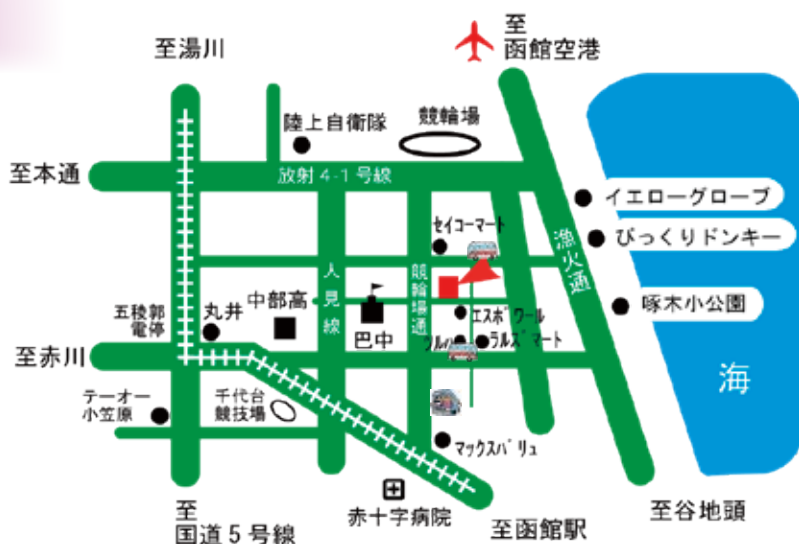 至
函館空港
至湯川
陸上自衛隊
競輪場
至本通
放射4-1号線
イエローグローブ
セイコーマート
びっくりドンキー
漁火通
人見線
競輪場通
五稜郭
電停
丸井
中部高
巴中
エスポワール
啄木小公園
ツルハ
ラルズマート
至赤川
海
テーオー
小笠原
千代台
競技場
マックスバリュ
赤十字病院
至
国道5号線
至函館駅
至谷地頭